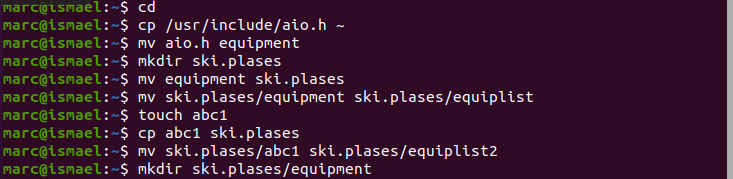 marc@ismael:~$ cd
marc@ismael:~$ cp /usr/include/aio.h ~
marc@ismael:~$ mv aio.h equipment
marc@ismael:~$ mkdir ski.plases
marc@ismael:~$ mv equipment ski.plases
marc@ismael:~$ mv ski.plases/equipment ski.plases/equiplist
marc@ismael:~$ touch abc1
marc@ismael:~$ cp abc1 ski.plases
marc@ismael:~$ mv ski.plases/abc1 ski.plases/equiplist2
marc@ismael:~$ mkdir ski.plases/equipment